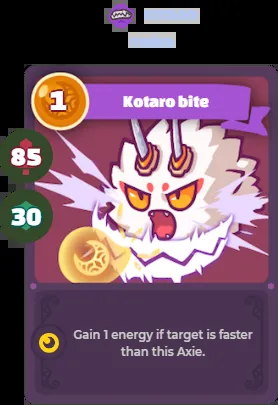 1
Kotaro bite
85
30
Gain 1 energy if target is faster
than this Axie.